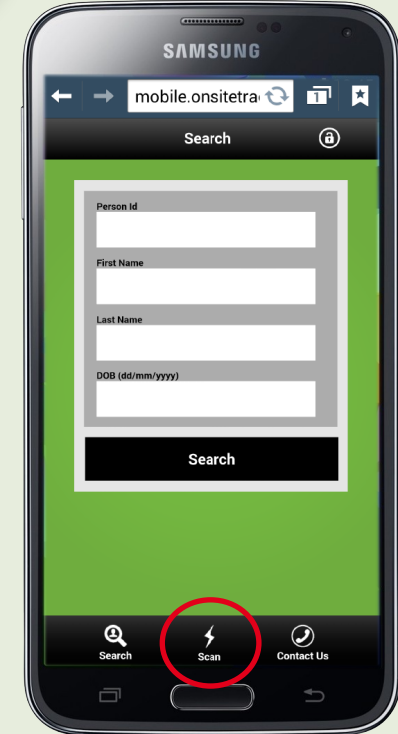 SAMSUNG
mobile.onsitetra
1
Search
a
Person Id
First Name
Last Name
DOB (dd/mm/yyyy)
Search
Search
Scan
Contact Us